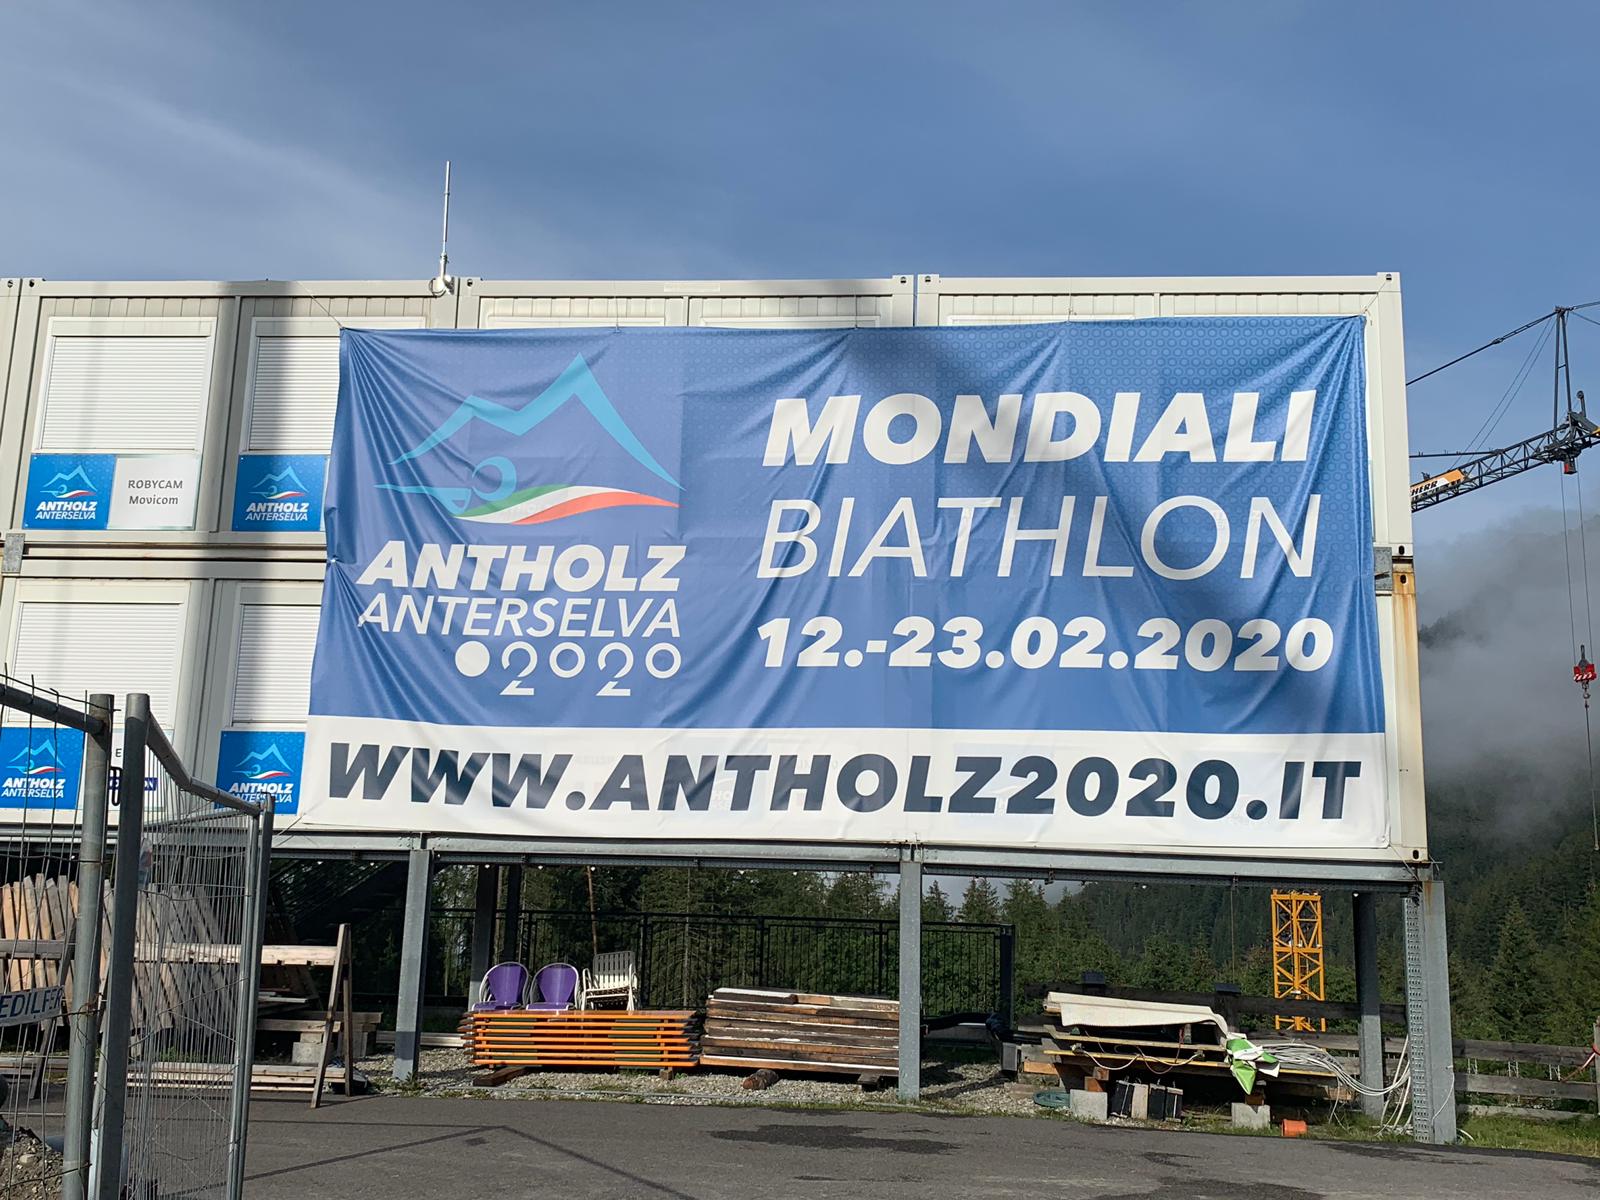 MONDIALI
BIATHLON
12.-23.02.2020
ANTHOLZ
ANTERSELVA
2020
WWW.ANTHOLZ2020.IT
ANTHOLZ
ANTERSELVA
ROBYCAM
Movicom
ANTHOLZ
ANTERSELVA
ANTHOLZ
ANTERSELVA
ANTHOLZ
ANTERSELVA